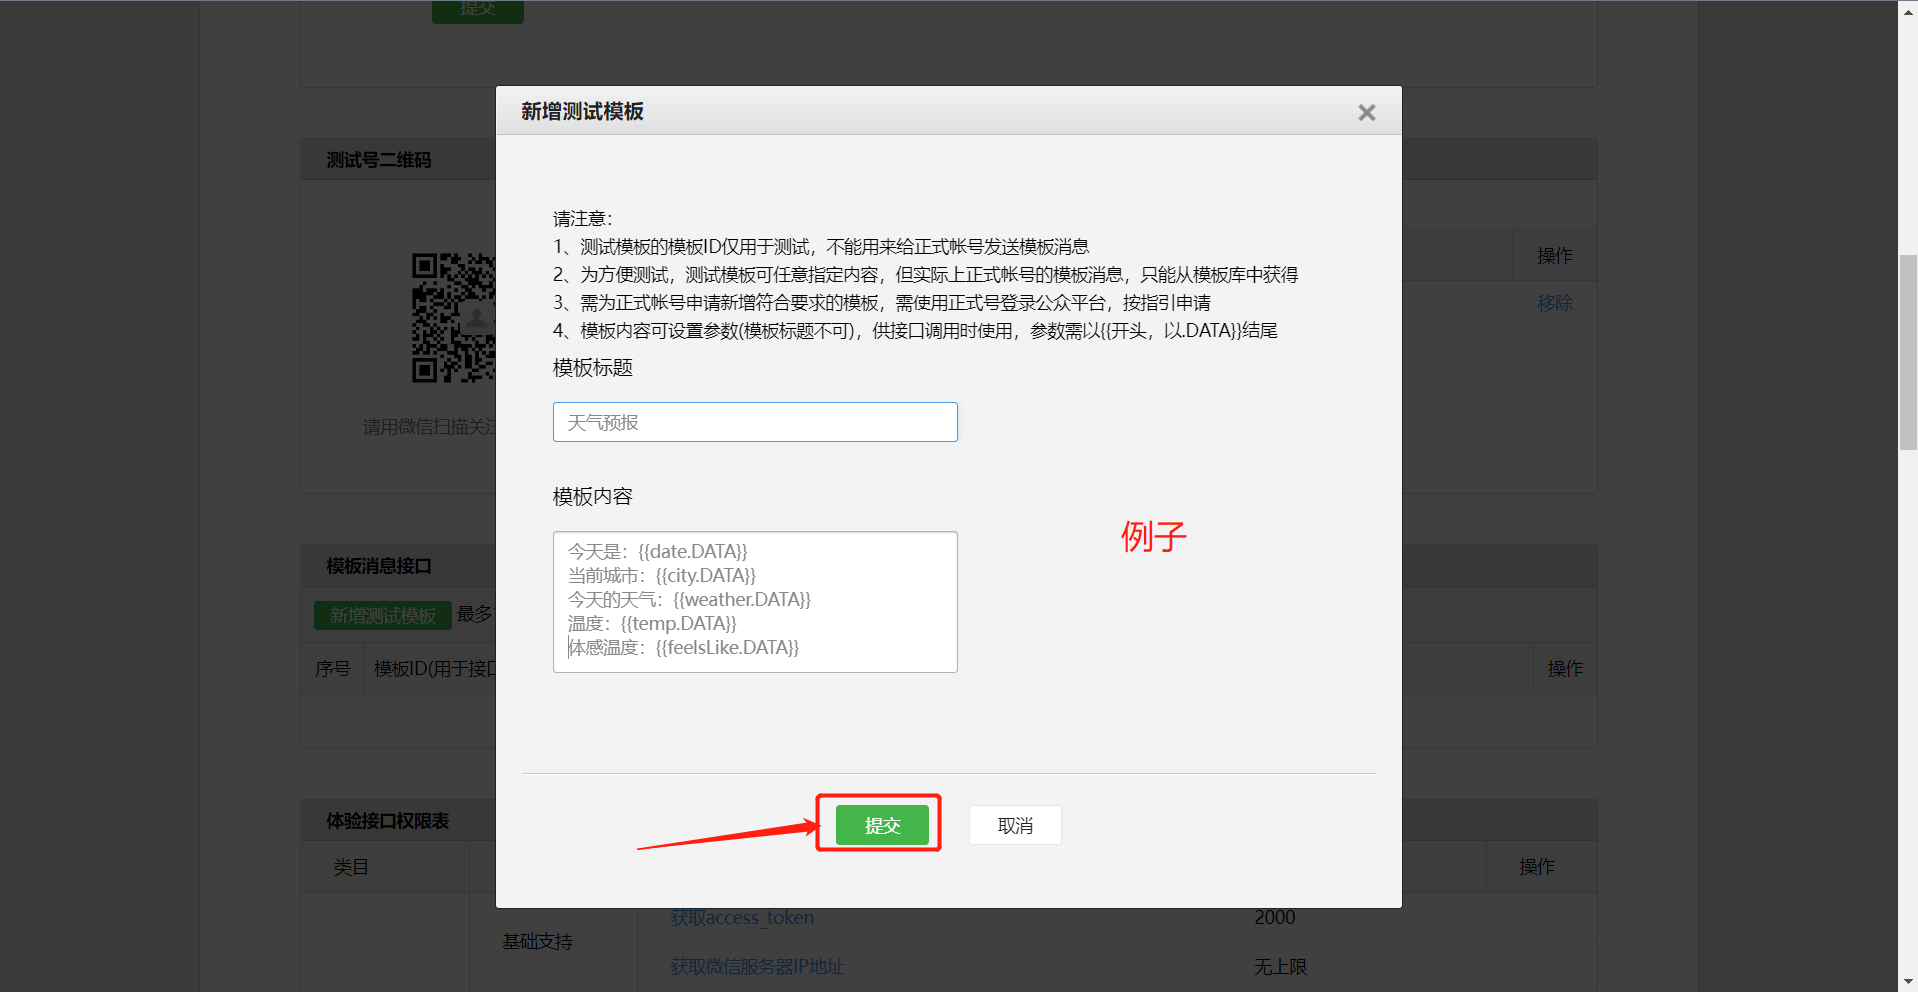 提交
新增测试模板
测试号二维码
请注意：
1、测试模板的模板ID仅用于测试，不能用来给正式帐号发送模板消息
2、为方便测试，测试模板可任意指定内容，但实际上正式帐号的模板消息，只能从模板库中获得
3、需为正式帐号申请新增符合要求的模板，需使用正式号登录公众平台，按指引申请
4、模板内容可设置参数(模板标题不可)，供接口调用时使用，参数需以{{开头，以.DATA}}结尾
操作
移除
模板标题
天气预报
请用微信扫描关注
模板内容
今天是：{{date.DATA}}
当前城市：{{city.DATA}}
今天的天气：{{weather.DATA}}
温度：{{temp.DATA}}
体感温度：{{feelsLike.DATA}}
例子
模板消息接口
新增测试模板 最多
序号 模板ID(用于接口
操作
提交
取消
体验接口权限表
类目
操作
获取access_token 2000
基础支持
获取微信服务器IP地址 无上限